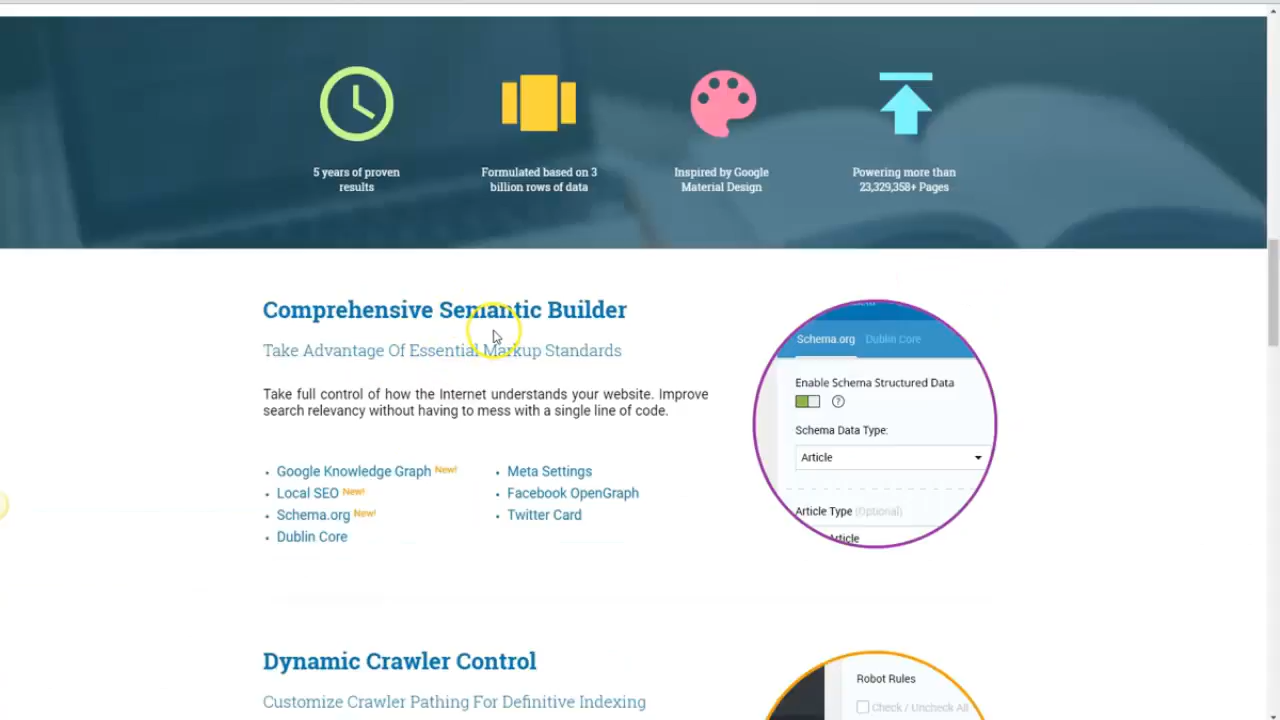 5 years of proven
results
Formulated based on 3
billion rows of data
Inspired by Google
Material Design
Powering more than
23,329,358+ Pages
Comprehensive Semantic Builder
Take Advantage Of Essential Markup Standards
Take full control of how the Internet understands your website. Improve
search relevancy without having to mess with a single line of code.
Google Knowledge Graph New!
Local SEO New!
Schema.org New!
Dublin Core
Meta Settings
Facebook OpenGraph
Twitter Card
Schema.org Dublin Core
Enable Schema Structured Data
?
Schema Data Type:
Article
Article Type (Optional)
Article
Dynamic Crawler Control
Customize Crawler Pathing For Definitive Indexing
Robot Rules
Check / Uncheck All